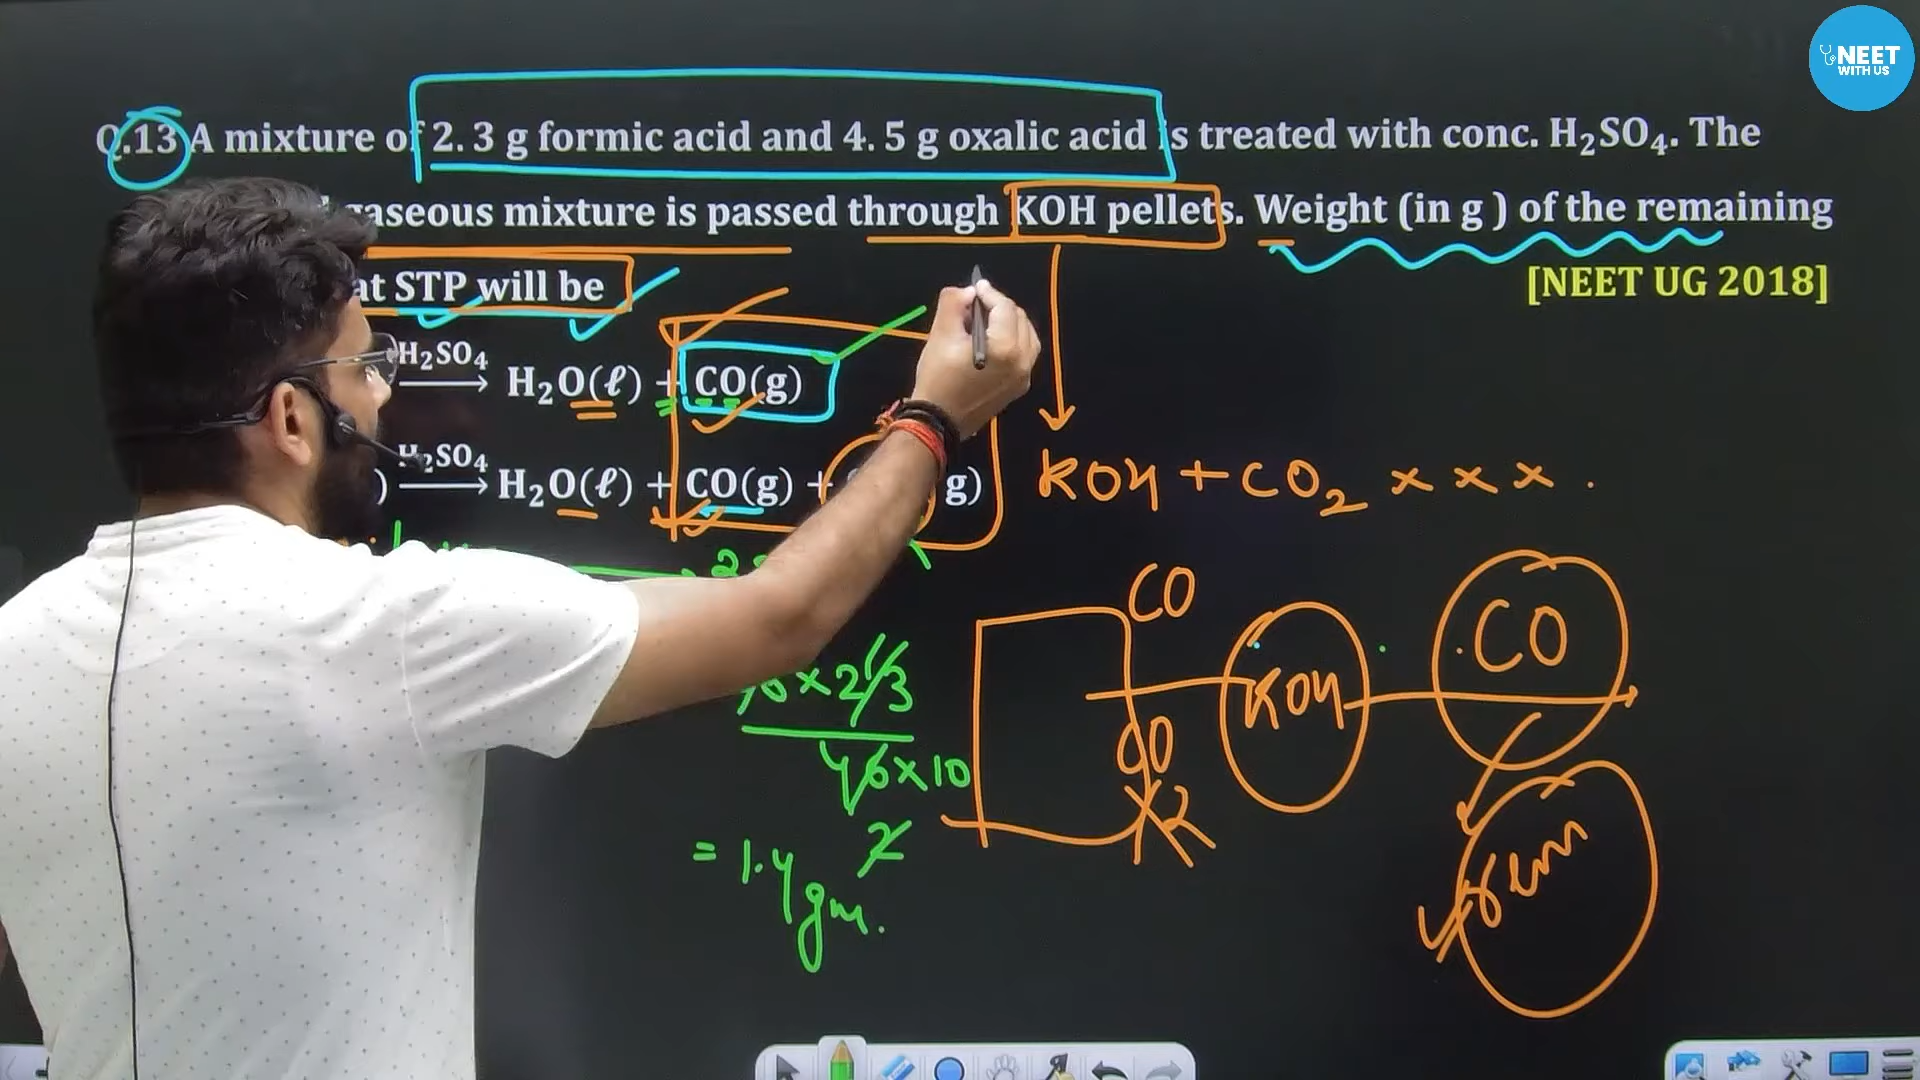 NEET
WITH US
Q.13 A mixture of 2. 3 g formic acid and 4. 5 g oxalic acid is treated with conc. H₂SO₄. The
gaseous mixture is passed through KOH pellets. Weight (in g ) of the remaining
at STP will be
[NEET UG 2018]
H₂SO₄
⟶ H₂O(ℓ) + CO(g)
H₂SO₄
) ⟶ H₂O(ℓ) + CO(g) + g)
KOH + CO₂ × × × .
CO
×2/3
46×10
2
= 1.4 gm.
KOH
CO